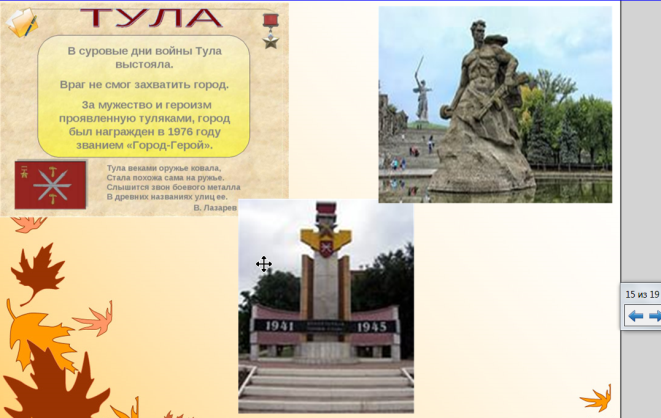 ТУЛА
В суровые дни войны Тула
выстояла.
Враг не смог захватить город.
За мужество и героизм
проявленную туляками, город
был награжден в 1976 году
званием «Город-Герой».
Тула веками оружье ковала,
Стала похожа сама на ружье.
Слышится звон боевого металла
В древних названиях улиц ее.
В. Лазарев
1941
1945
15 из 19